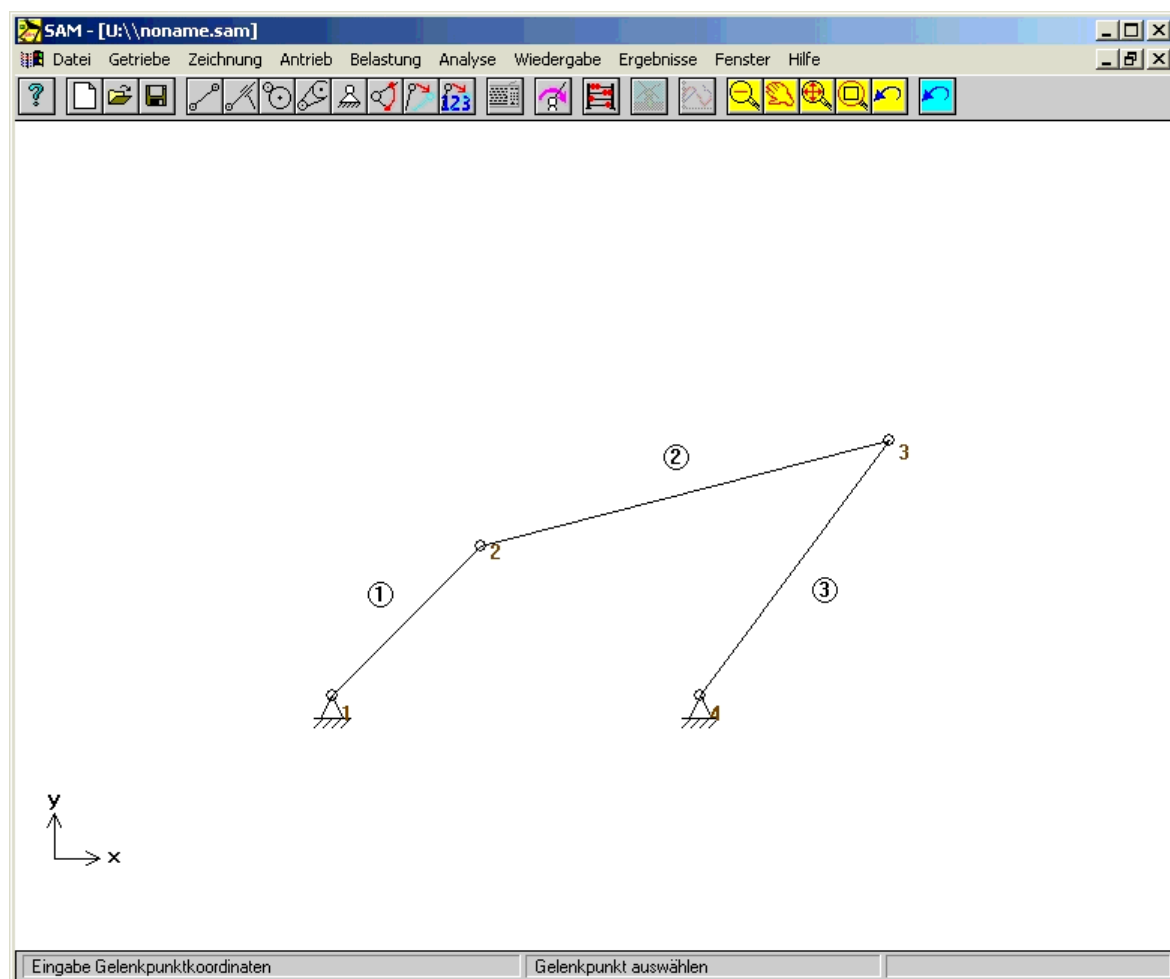 SAM - [U:\\noname.sam]
Datei Getriebe Zeichnung Antrieb Belastung Analyse Wiedergabe Ergebnisse Fenster Hilfe
? 123
2
3
2
1
3
1
4
y
x
Eingabe Gelenkpunktkoordinaten Gelenkpunkt auswählen